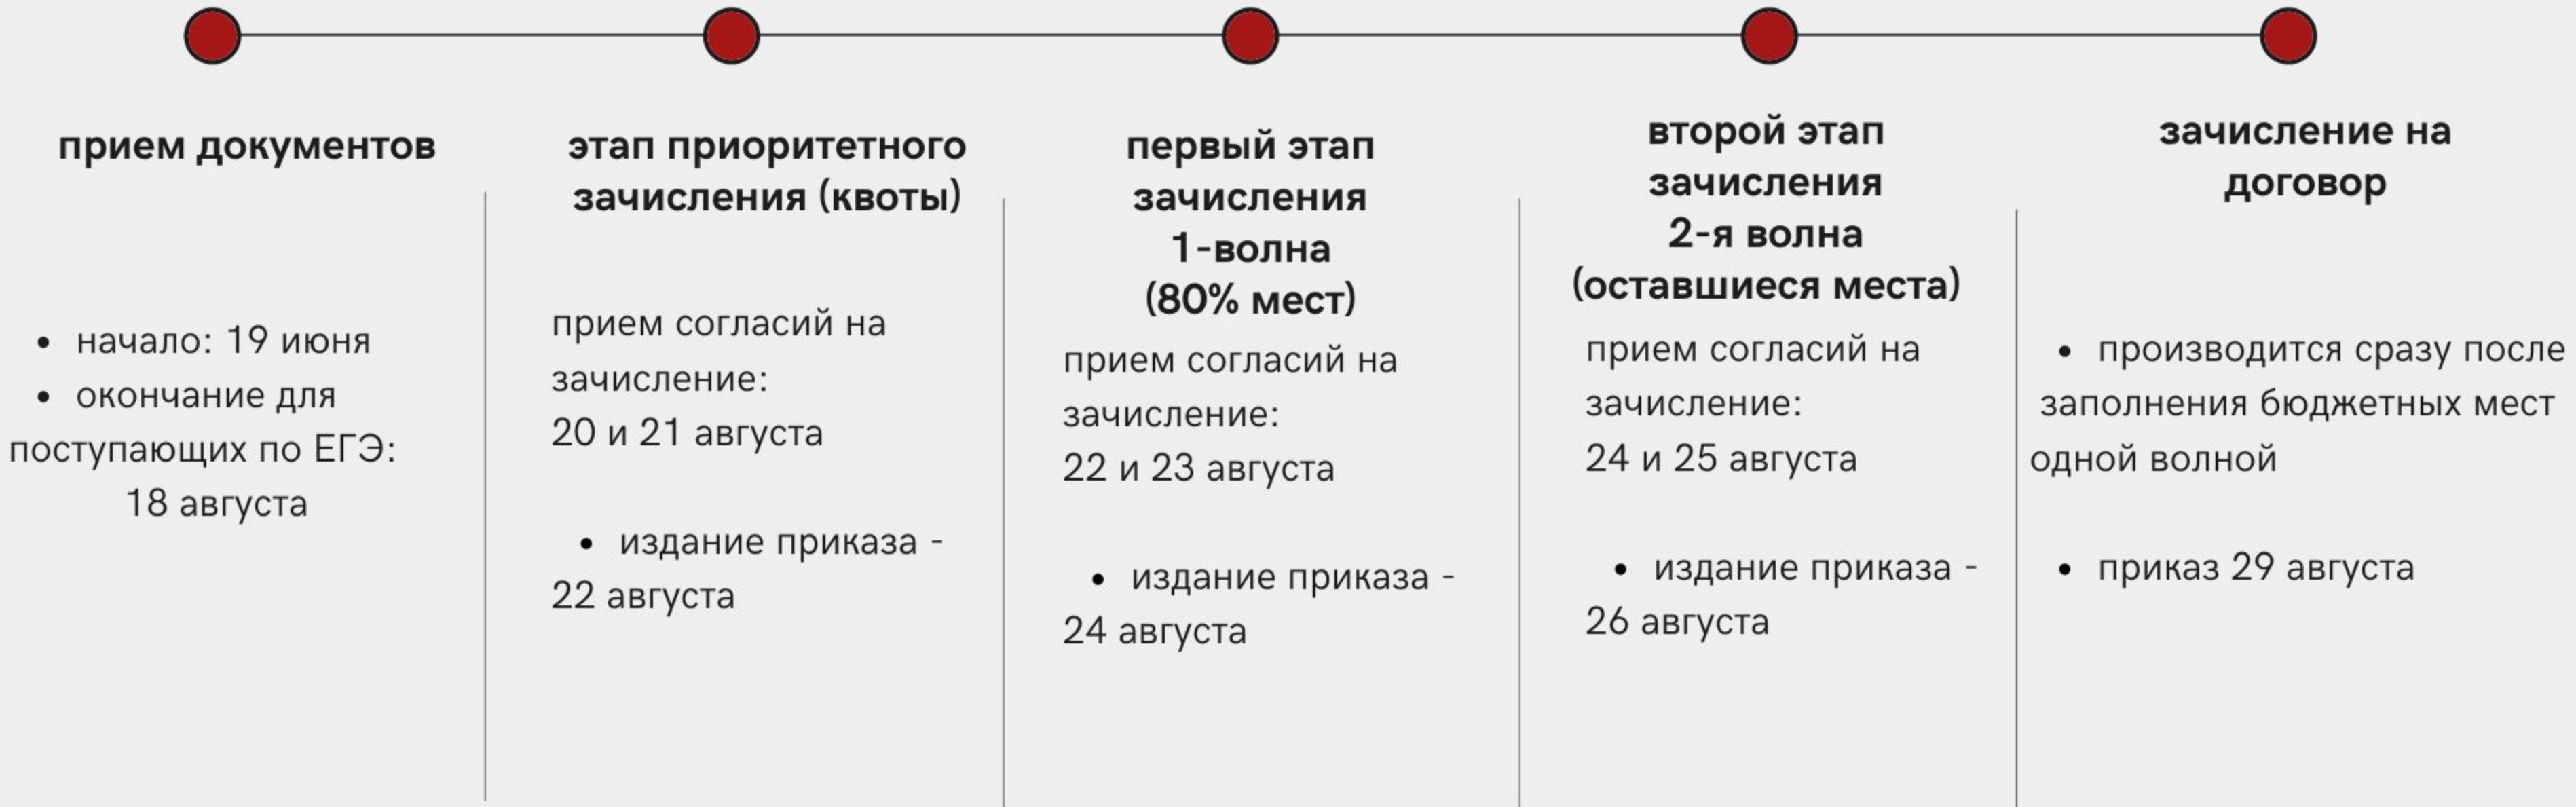 прием документов
• начало: 19 июня
• окончание для
поступающих по ЕГЭ:
18 августа
этап приоритетного
зачисления (квоты)
прием согласий на
зачисление:
20 и 21 августа
• издание приказа -
22 августа
первый этап
зачисления
1-волна
(80% мест)
прием согласий на
зачисление:
22 и 23 августа
• издание приказа -
24 августа
второй этап
зачисления
2-я волна
(оставшиеся места)
прием согласий на
зачисление:
24 и 25 августа
• издание приказа -
26 августа
зачисление на
договор
• производится сразу после
заполнения бюджетных мест
одной волной
• приказ 29 августа